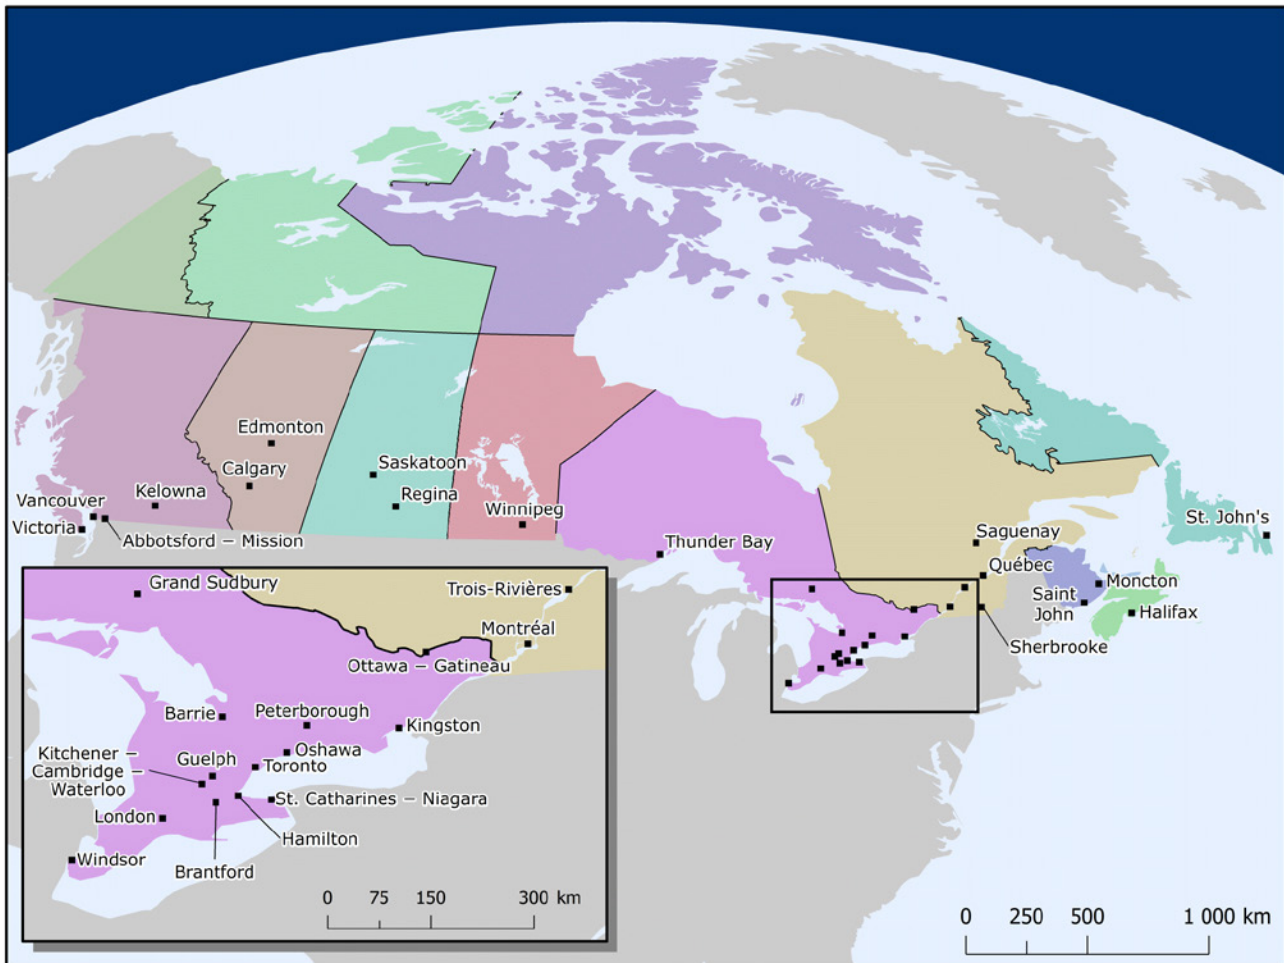 Edmonton
Calgary
Saskatoon
Kelowna
Regina
Vancouver
Victoria
Abbotsford – Mission
Winnipeg
Thunder Bay
Saguenay
Québec
St. John's
Moncton
Saint
John
Halifax
Sherbrooke
Grand Sudbury
Trois-Rivières
Montréal
Ottawa – Gatineau
Barrie
Peterborough
Kingston
Kitchener –
Cambridge –
Waterloo
Guelph
Oshawa
Toronto
St. Catharines – Niagara
London
Hamilton
Windsor
Brantford
0 75 150 300 km
0 250 500 1 000 km